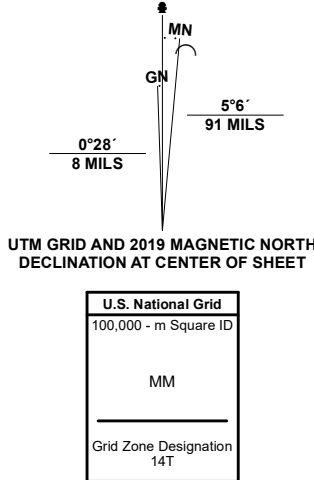 MN
GN
5°6´
91 MILS
0°28´
8 MILS
UTM GRID AND 2019 MAGNETIC NORTH
DECLINATION AT CENTER OF SHEET
U.S. National Grid
100,000 - m Square ID
MM
Grid Zone Designation
14T